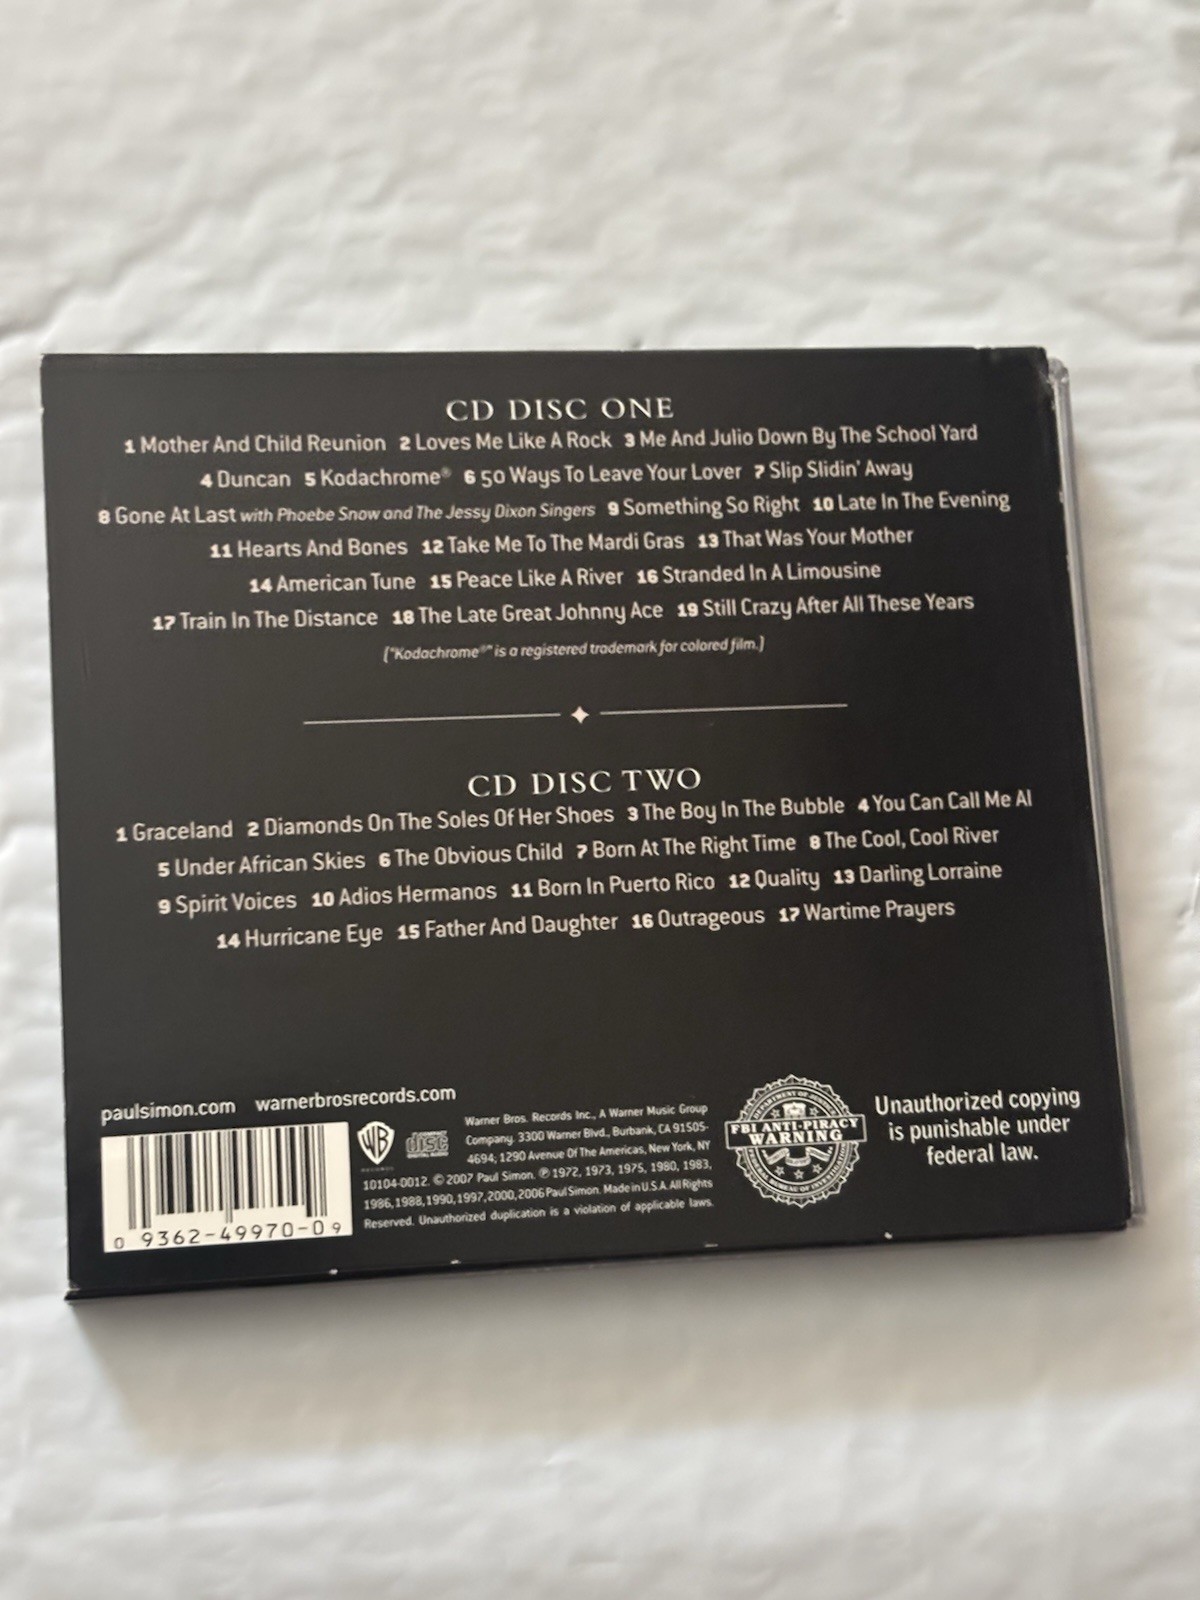 CD DISC ONE
1 Mother And Child Reunion 2 Loves Me Like A Rock 3 Me And Julio Down By The School Yard
4 Duncan 5 Kodachrome® 6 50 Ways To Leave Your Lover 7 Slip Slidin' Away
8 Gone At Last with Phoebe Snow and The Jessy Dixon Singers 9 Something So Right 10 Late In The Evening
11 Hearts And Bones 12 Take Me To The Mardi Gras 13 That Was Your Mother
14 American Tune 15 Peace Like A River 16 Stranded In A Limousine
17 Train In The Distance 18 The Late Great Johnny Ace 19 Still Crazy After All These Years
("Kodachrome®" is a registered trademark for colored film.)
CD DISC TWO
1 Graceland 2 Diamonds On The Soles Of Her Shoes 3 The Boy In The Bubble 4 You Can Call Me Al
5 Under African Skies 6 The Obvious Child 7 Born At The Right Time 8 The Cool, Cool River
9 Spirit Voices 10 Adios Hermanos 11 Born In Puerto Rico 12 Quality 13 Darling Lorraine
14 Hurricane Eye 15 Father And Daughter 16 Outrageous 17 Wartime Prayers
paulsimon.com warnerbrosrecords.com
0 9362-49970-0 9
WB
RECORDS
COMPACT
disc
DIGITAL AUDIO
Warner Bros. Records Inc., A Warner Music Group
Company. 3300 Warner Blvd., Burbank, CA 91505-
4694; 1290 Avenue Of The Americas, New York, NY
10104-0012. © 2007 Paul Simon. ℗ 1972, 1973, 1975, 1980, 1983,
1986, 1988, 1990, 1997, 2000, 2006 Paul Simon. Made in U.S.A. All Rights
Reserved. Unauthorized duplication is a violation of applicable laws.
DEPARTMENT OF JUSTICE
FBI ANTI-PIRACY
WARNING
FEDERAL BUREAU OF INVESTIGATION
Unauthorized copying
is punishable under
federal law.